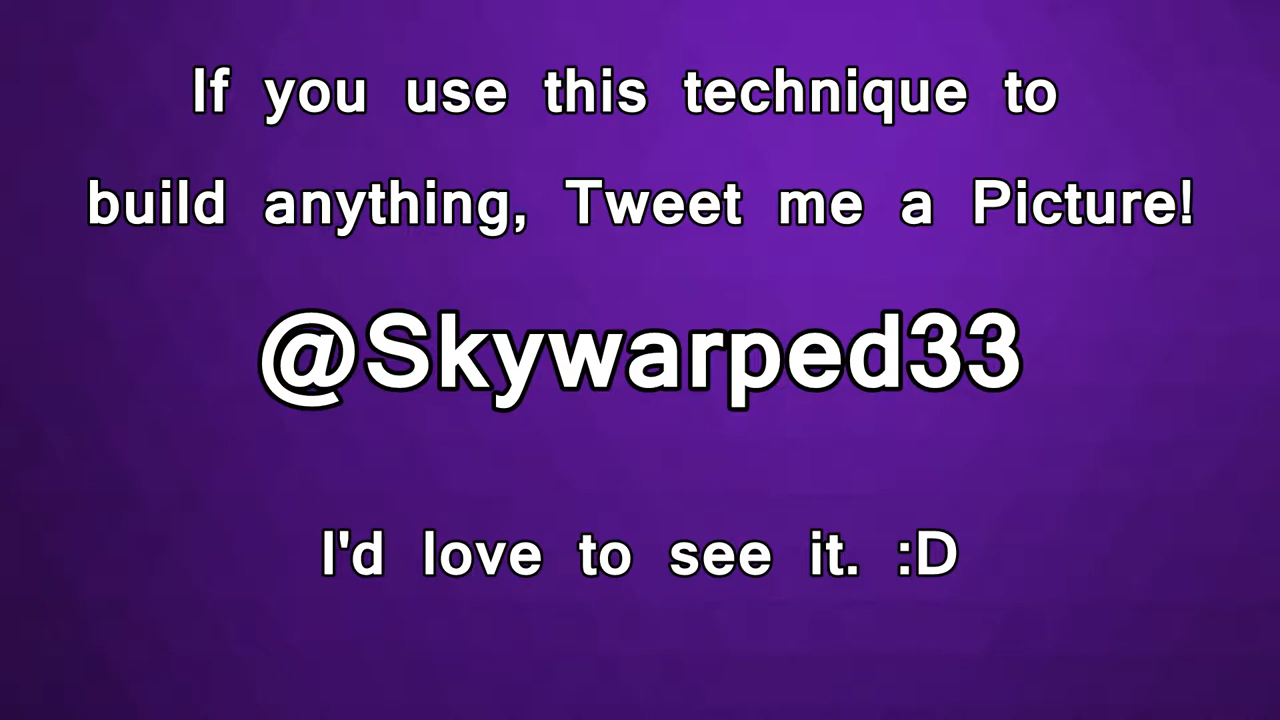 If you use this technique to
build anything, Tweet me a Picture!
@Skywarped33
I'd love to see it. :D